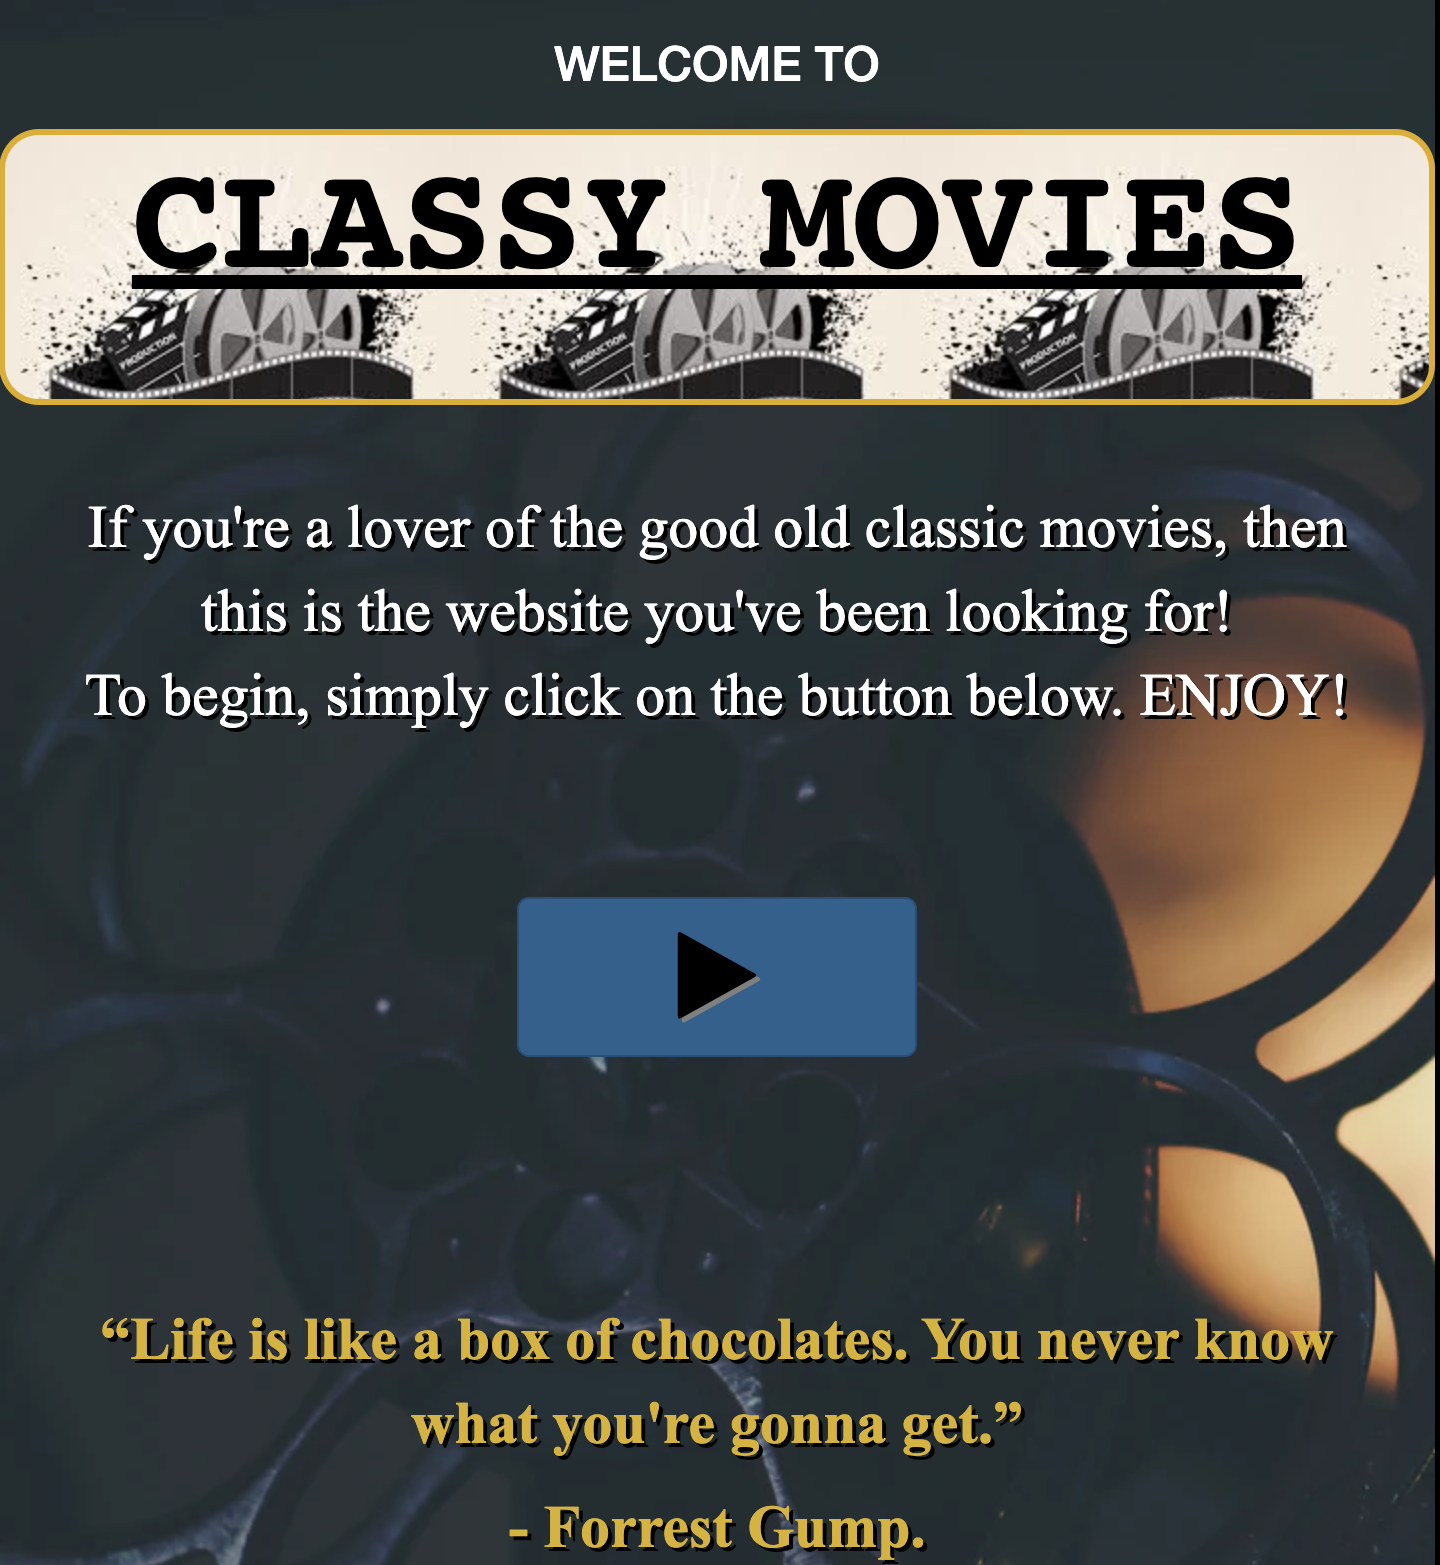 WELCOME TO
CLASSY MOVIES
PRODUCTION
PRODUCTION
PRODUCTION
If you're a lover of the good old classic movies, then
this is the website you've been looking for!
To begin, simply click on the button below. ENJOY!
“Life is like a box of chocolates. You never know
what you're gonna get.”
- Forrest Gump.